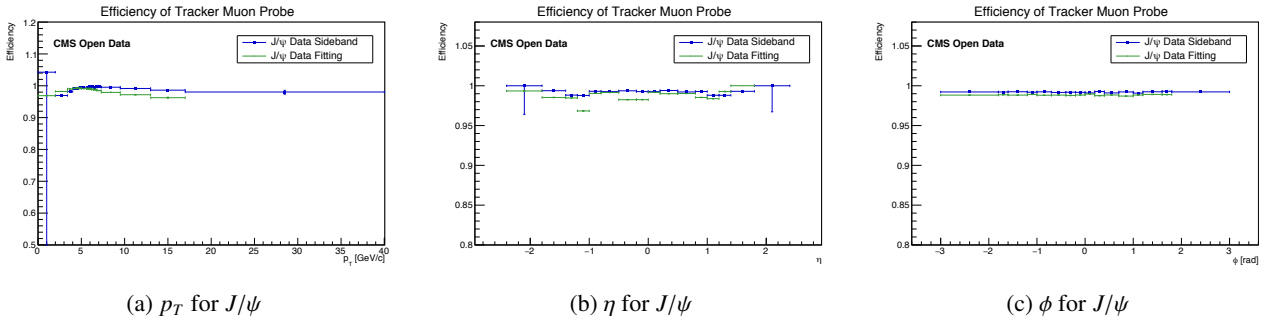 Efficiency of Tracker Muon Probe
Efficiency
1.2
1.1
1
0.9
0.8
0.7
0.6
0.5
CMS Open Data
J/ψ Data Sideband
J/ψ Data Fitting
0 5 10 15 20 25 30 35 40
p_T [GeV/c]
(a) p_T for J/ψ
Efficiency of Tracker Muon Probe
Efficiency
1.05
1
0.95
0.9
0.85
0.8
CMS Open Data
J/ψ Data Sideband
J/ψ Data Fitting
−2 −1 0 1 2
η
(b) η for J/ψ
Efficiency of Tracker Muon Probe
Efficiency
1.05
1
0.95
0.9
0.85
0.8
CMS Open Data
J/ψ Data Sideband
J/ψ Data Fitting
−3 −2 −1 0 1 2 3
φ [rad]
(c) ϕ for J/ψ